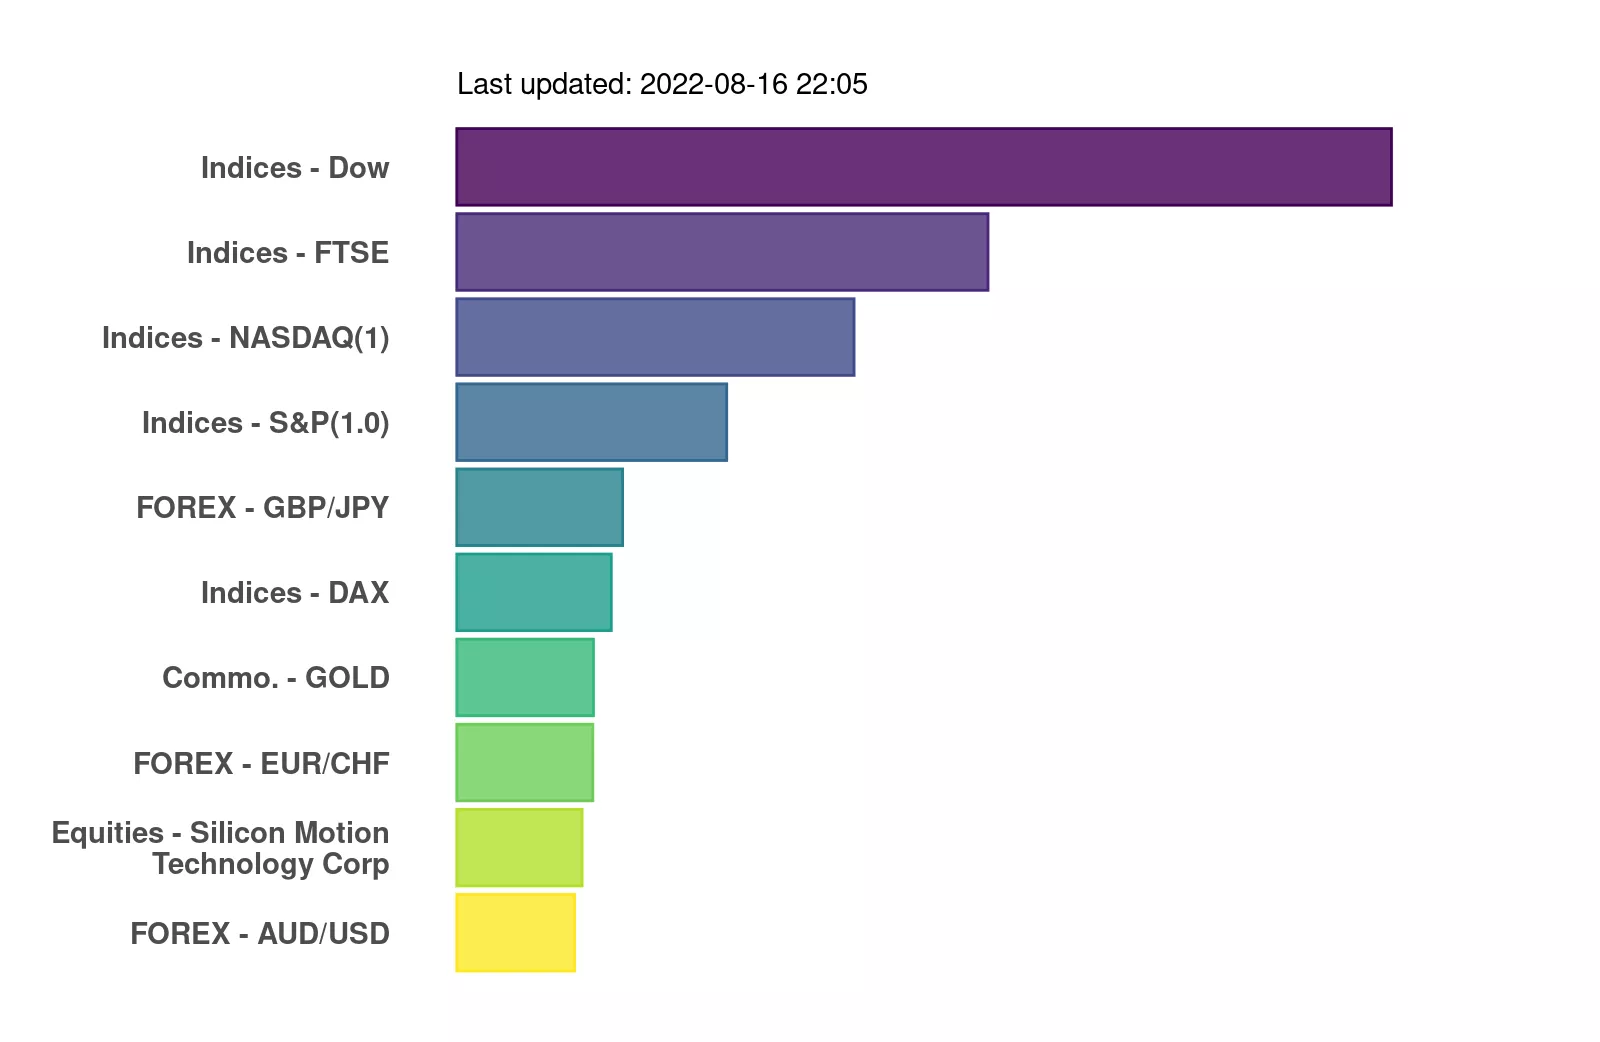 Last updated: 2022-08-16 22:05
Indices - Dow
Indices - FTSE
Indices - NASDAQ(1)
Indices - S&P(1.0)
FOREX - GBP/JPY
Indices - DAX
Commo. - GOLD
FOREX - EUR/CHF
Equities - Silicon Motion
Technology Corp
FOREX - AUD/USD